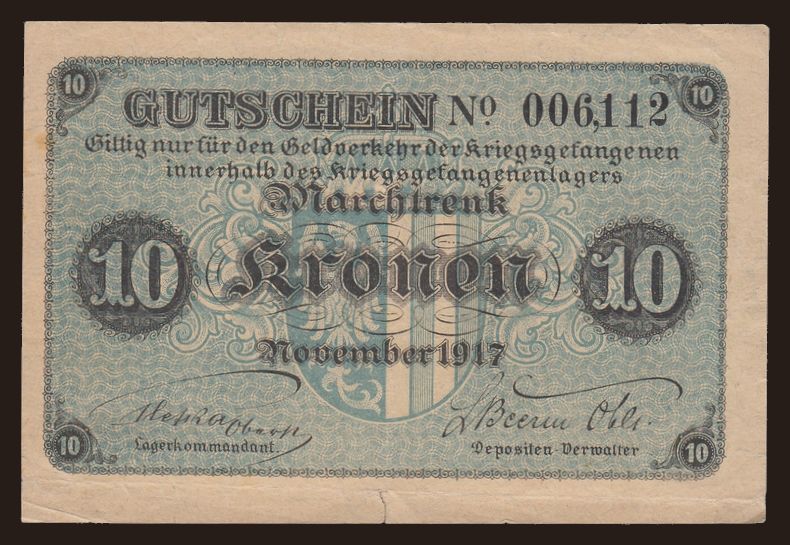 10 10
GUTSCHEIN No 006,112
Giltig nur für den Geldverkehr der Kriegsgefangenen
innerhalb des Kriegsgefangenenlagers
Marchtrenk
10 Kronen 10
November 1917
Oberst
Lagerkommandant.
Depositen-Verwalter
10 10